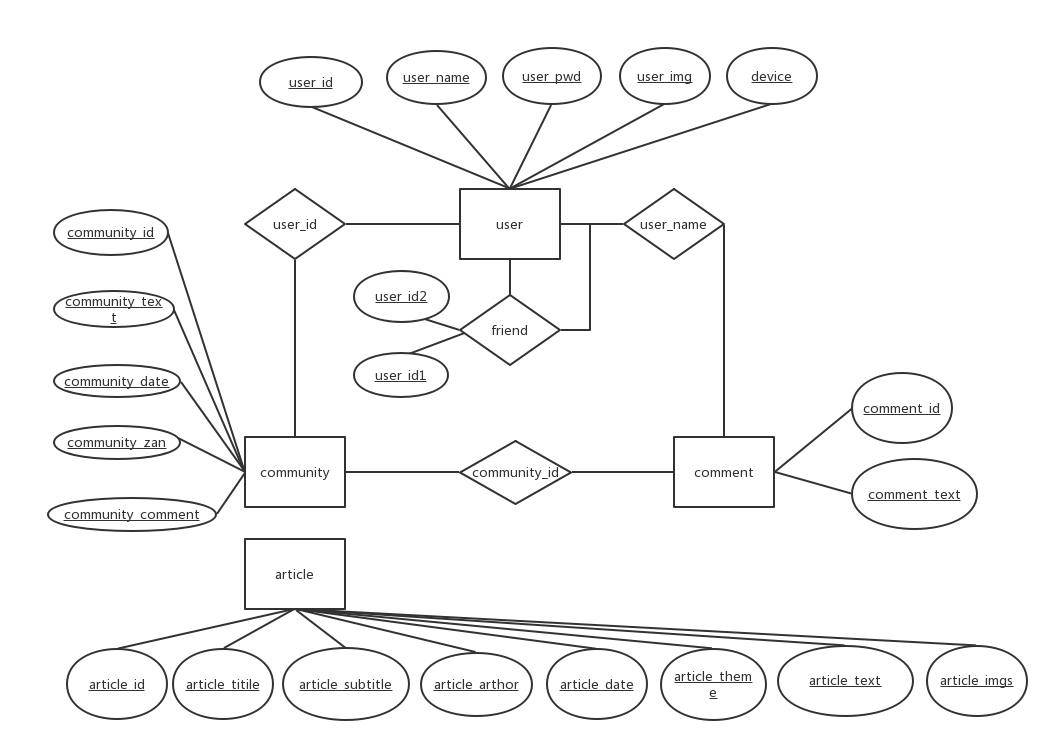 user_id
user_name
user_pwd
user_img
device
user_id
user
user_name
community_id
community_tex
t
user_id2
friend
user_id1
community_date
comment_id
community_zan
community
community_id
comment
comment_text
community_comment
article
article_id
article_titile
article_subtitle
article_arthor
article_date
article_them
e
article_text
article_imgs